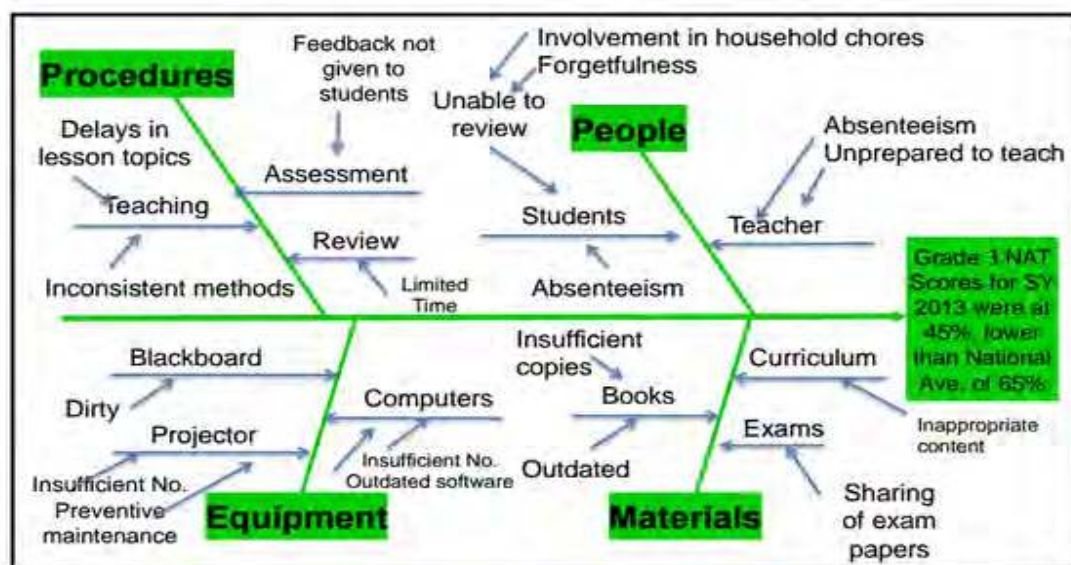 Procedures
Feedback not
given to
students
Delays in
lesson topics
Teaching
Inconsistent methods
Assessment
Review
Limited
Time
Involvement in household chores
Forgetfulness
Unable to
review
Students
Absenteeism
People
Absenteeism
Unprepared to teach
Teacher
Grade 3 NAT
Scores for SY
2013 were at
45%, lower
than National
Ave. of 65%
Blackboard
Dirty
Projector
Insufficient No.
Preventive
maintenance
Computers
Insufficient No.
Outdated software
Equipment
Insufficient
copies
Books
Outdated
Curriculum
Inappropriate
content
Exams
Sharing
of exam
papers
Materials